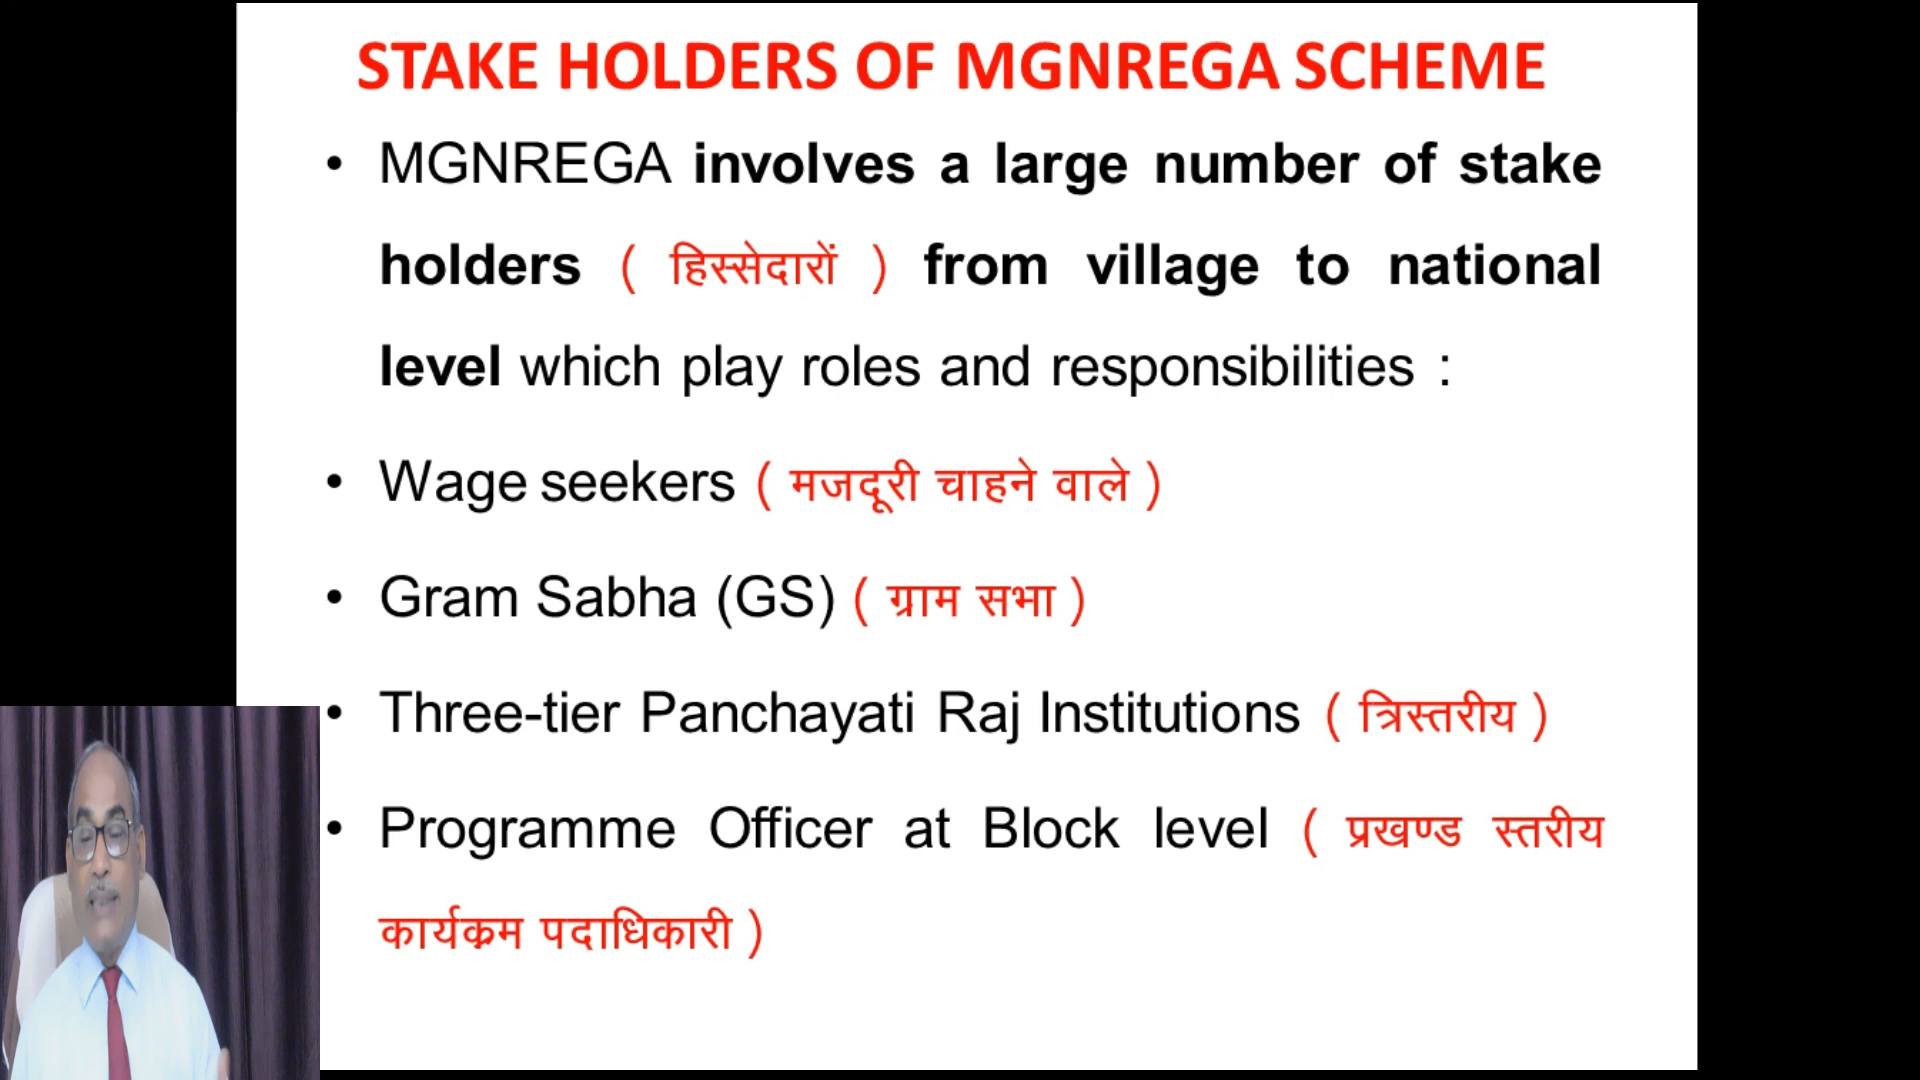 STAKE HOLDERS OF MGNREGA SCHEME
• MGNREGA involves a large number of stake
holders ( हिस्सेदारों ) from village to national
level which play roles and responsibilities :
• Wage seekers ( मजदूरी चाहने वाले )
• Gram Sabha (GS) ( ग्राम सभा )
• Three-tier Panchayati Raj Institutions ( त्रिस्तरीय )
• Programme Officer at Block level ( प्रखण्ड स्तरीय
कार्यक्रम पदाधिकारी )